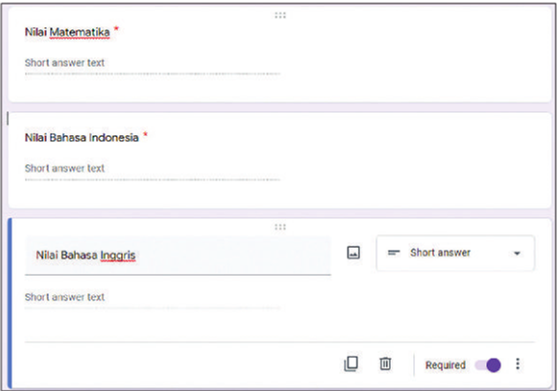 Nilai Matematika *
Short answer text
Nilai Bahasa Indonesia *
Short answer text
Nilai Bahasa Inggris
Short answer
Short answer text
Required